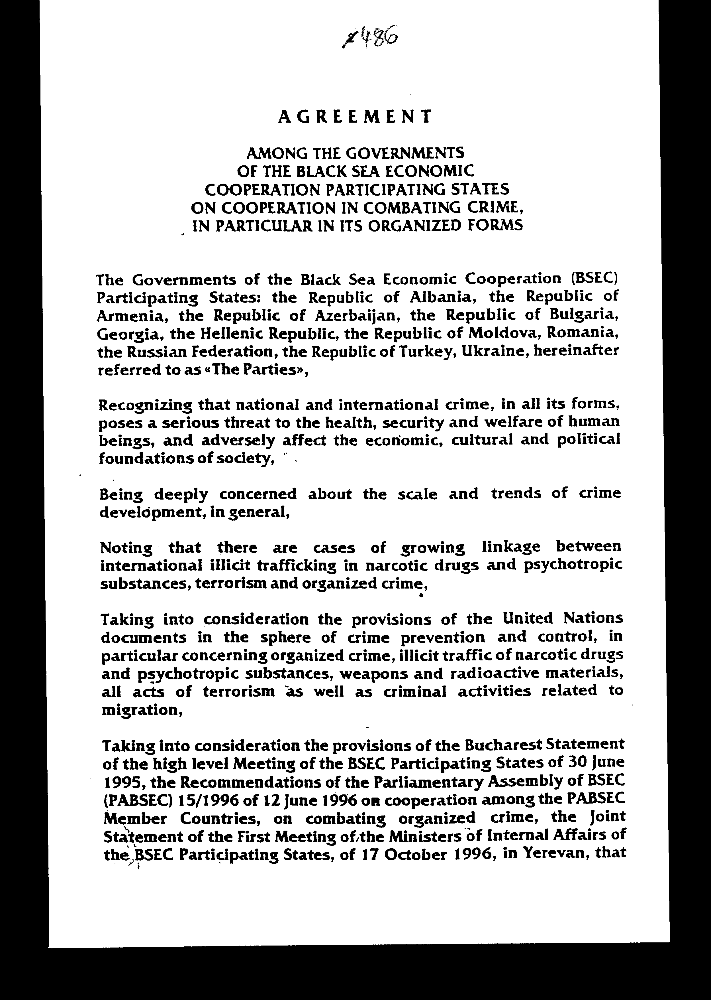 486
AGREEMENT
AMONG THE GOVERNMENTS
OF THE BLACK SEA ECONOMIC
COOPERATION PARTICIPATING STATES
ON COOPERATION IN COMBATING CRIME,
IN PARTICULAR IN ITS ORGANIZED FORMS
The Governments of the Black Sea Economic Cooperation (BSEC)
Participating States: the Republic of Albania, the Republic of
Armenia, the Republic of Azerbaijan, the Republic of Bulgaria,
Georgia, the Hellenic Republic, the Republic of Moldova, Romania,
the Russian Federation, the Republic of Turkey, Ukraine, hereinafter
referred to as «The Parties»,
Recognizing that national and international crime, in all its forms,
poses a serious threat to the health, security and welfare of human
beings, and adversely affect the economic, cultural and political
foundations of society,
Being deeply concerned about the scale and trends of crime
development, in general,
Noting that there are cases of growing linkage between
international illicit trafficking in narcotic drugs and psychotropic
substances, terrorism and organized crime,
Taking into consideration the provisions of the United Nations
documents in the sphere of crime prevention and control, in
particular concerning organized crime, illicit traffic of narcotic drugs
and psychotropic substances, weapons and radioactive materials,
all acts of terrorism as well as criminal activities related to
migration,
Taking into consideration the provisions of the Bucharest Statement
of the high level Meeting of the BSEC Participating States of 30 June
1995, the Recommendations of the Parliamentary Assembly of BSEC
(PABSEC) 15/1996 of 12 June 1996 on cooperation among the PABSEC
Member Countries, on combating organized crime, the Joint
Statement of the First Meeting of the Ministers of Internal Affairs of
the BSEC Participating States, of 17 October 1996, in Yerevan, that